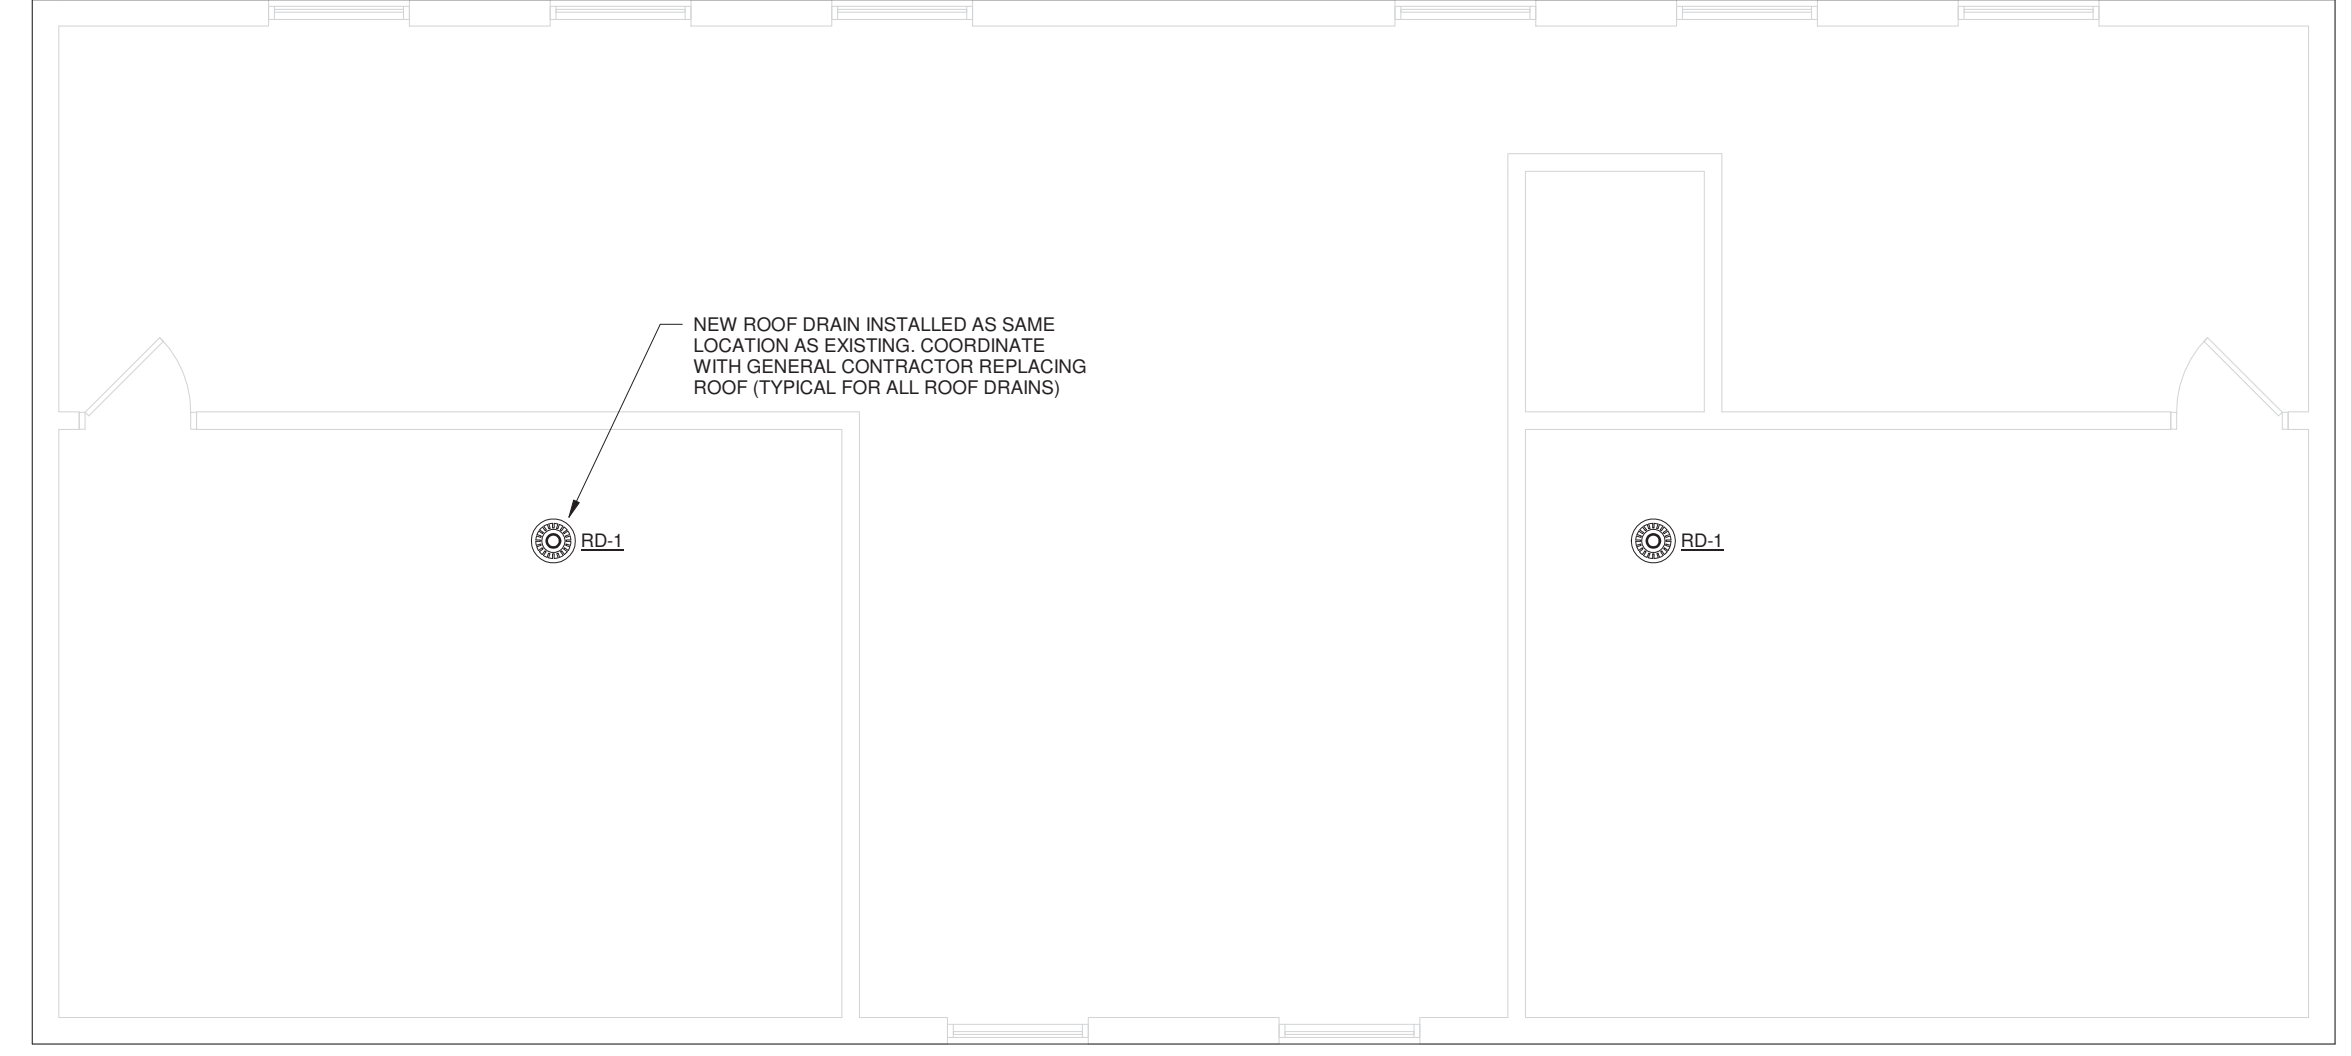 NEW ROOF DRAIN INSTALLED AS SAME
LOCATION AS EXISTING. COORDINATE
WITH GENERAL CONTRACTOR REPLACING
ROOF (TYPICAL FOR ALL ROOF DRAINS)
RD-1
RD-1